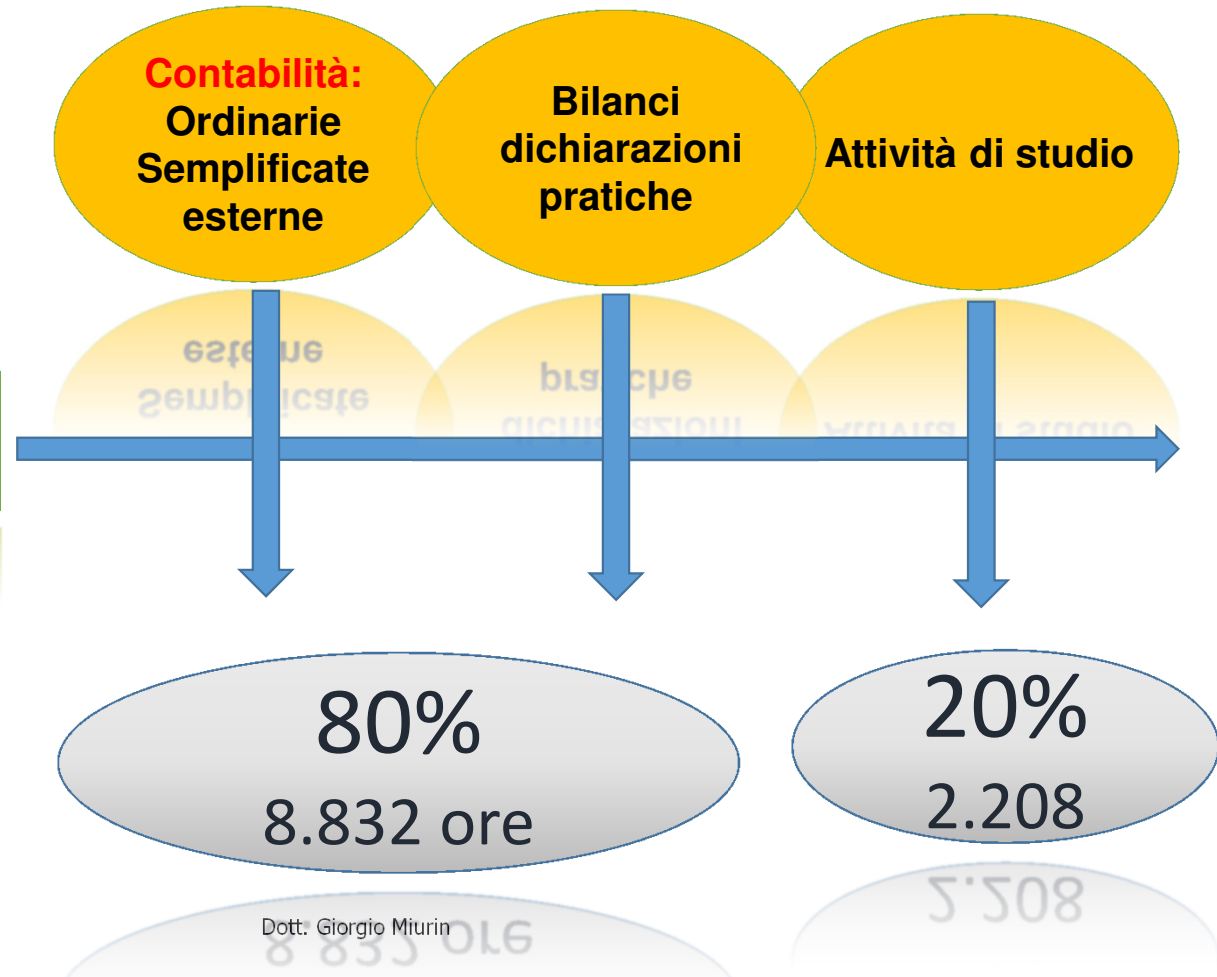 Contabilità:
Ordinarie
Semplificate
esterne
Bilanci
dichiarazioni
pratiche
Attività di studio
80%
8.832 ore
20%
2.208
Dott. Giorgio Miurin